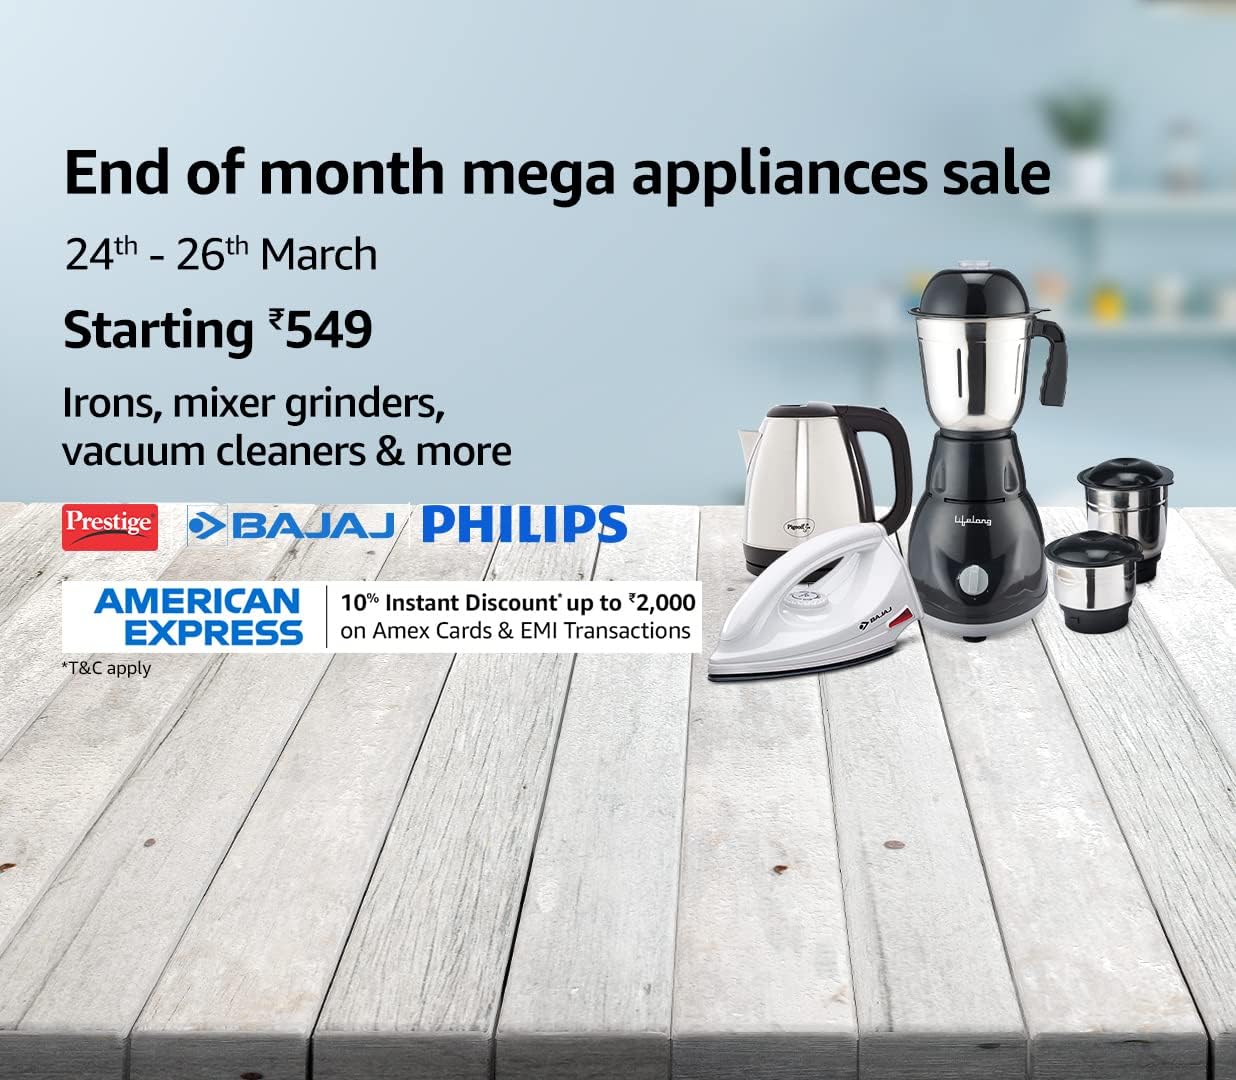 End of month mega appliances sale
24th - 26th March
Starting ₹549
Irons, mixer grinders,
vacuum cleaners & more
Prestige BAJAJ PHILIPS
AMERICAN
EXPRESS
10% Instant Discount* up to ₹2,000
on Amex Cards & EMI Transactions
*T&C apply
Pigeon
Lifelong
BAJAJ